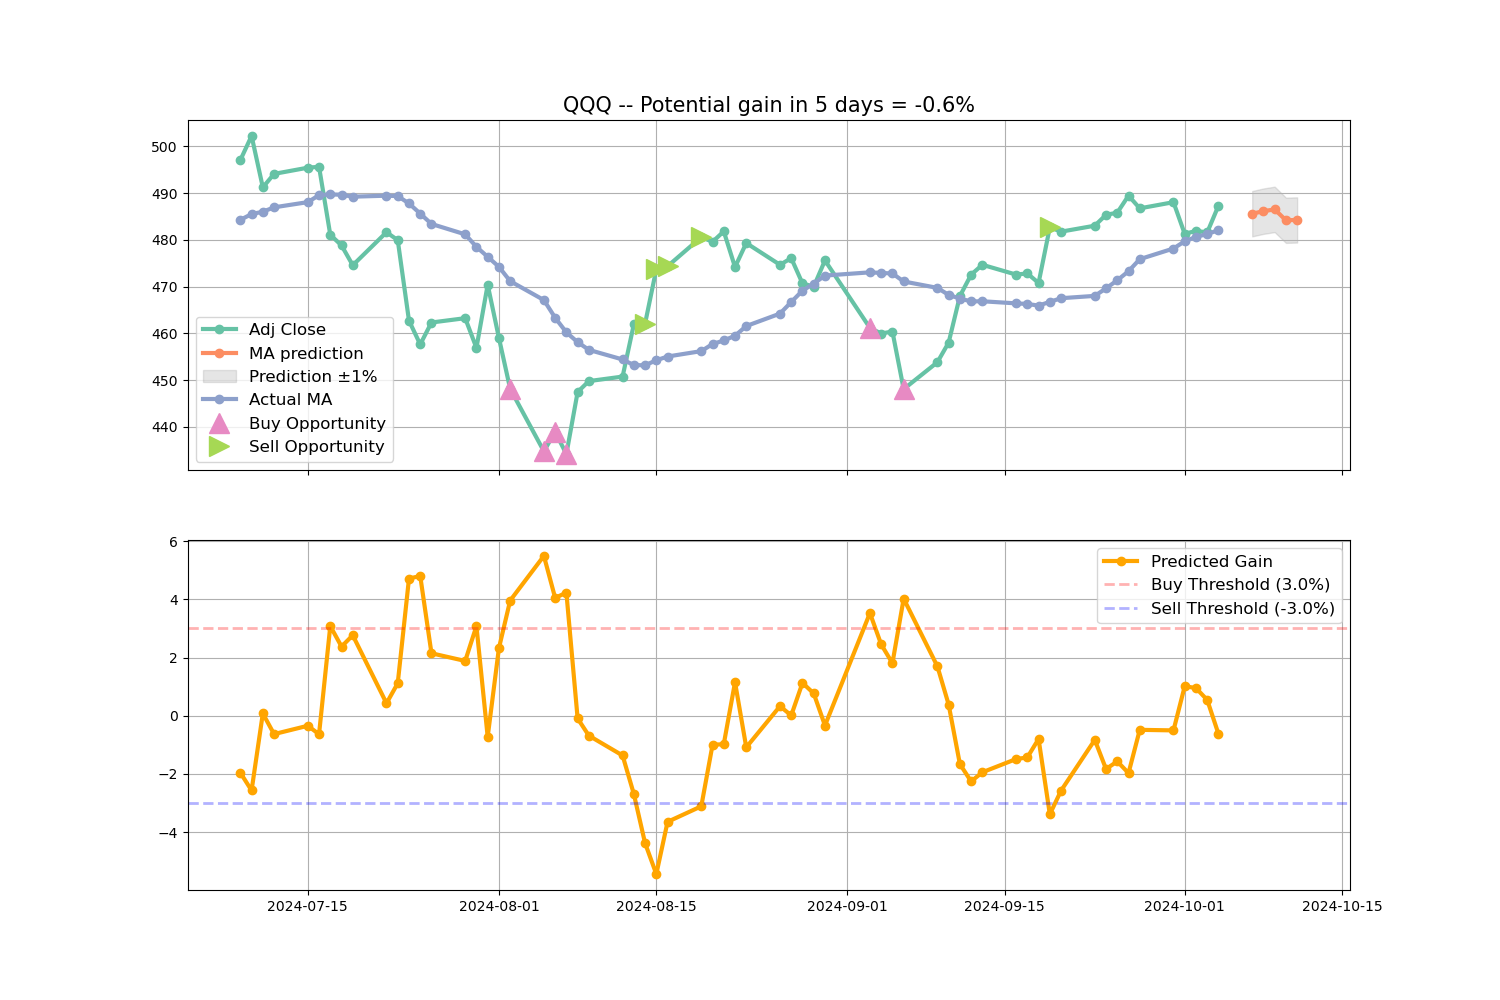 QQQ -- Potential gain in 5 days = -0.6%
500
490
480
470
460
450
440
Adj Close
MA prediction
Prediction ±1%
Actual MA
Buy Opportunity
Sell Opportunity
6
4
2
0
−2
−4
Predicted Gain
Buy Threshold (3.0%)
Sell Threshold (-3.0%)
2024-07-15 2024-08-01 2024-08-15 2024-09-01 2024-09-15 2024-10-01 2024-10-15